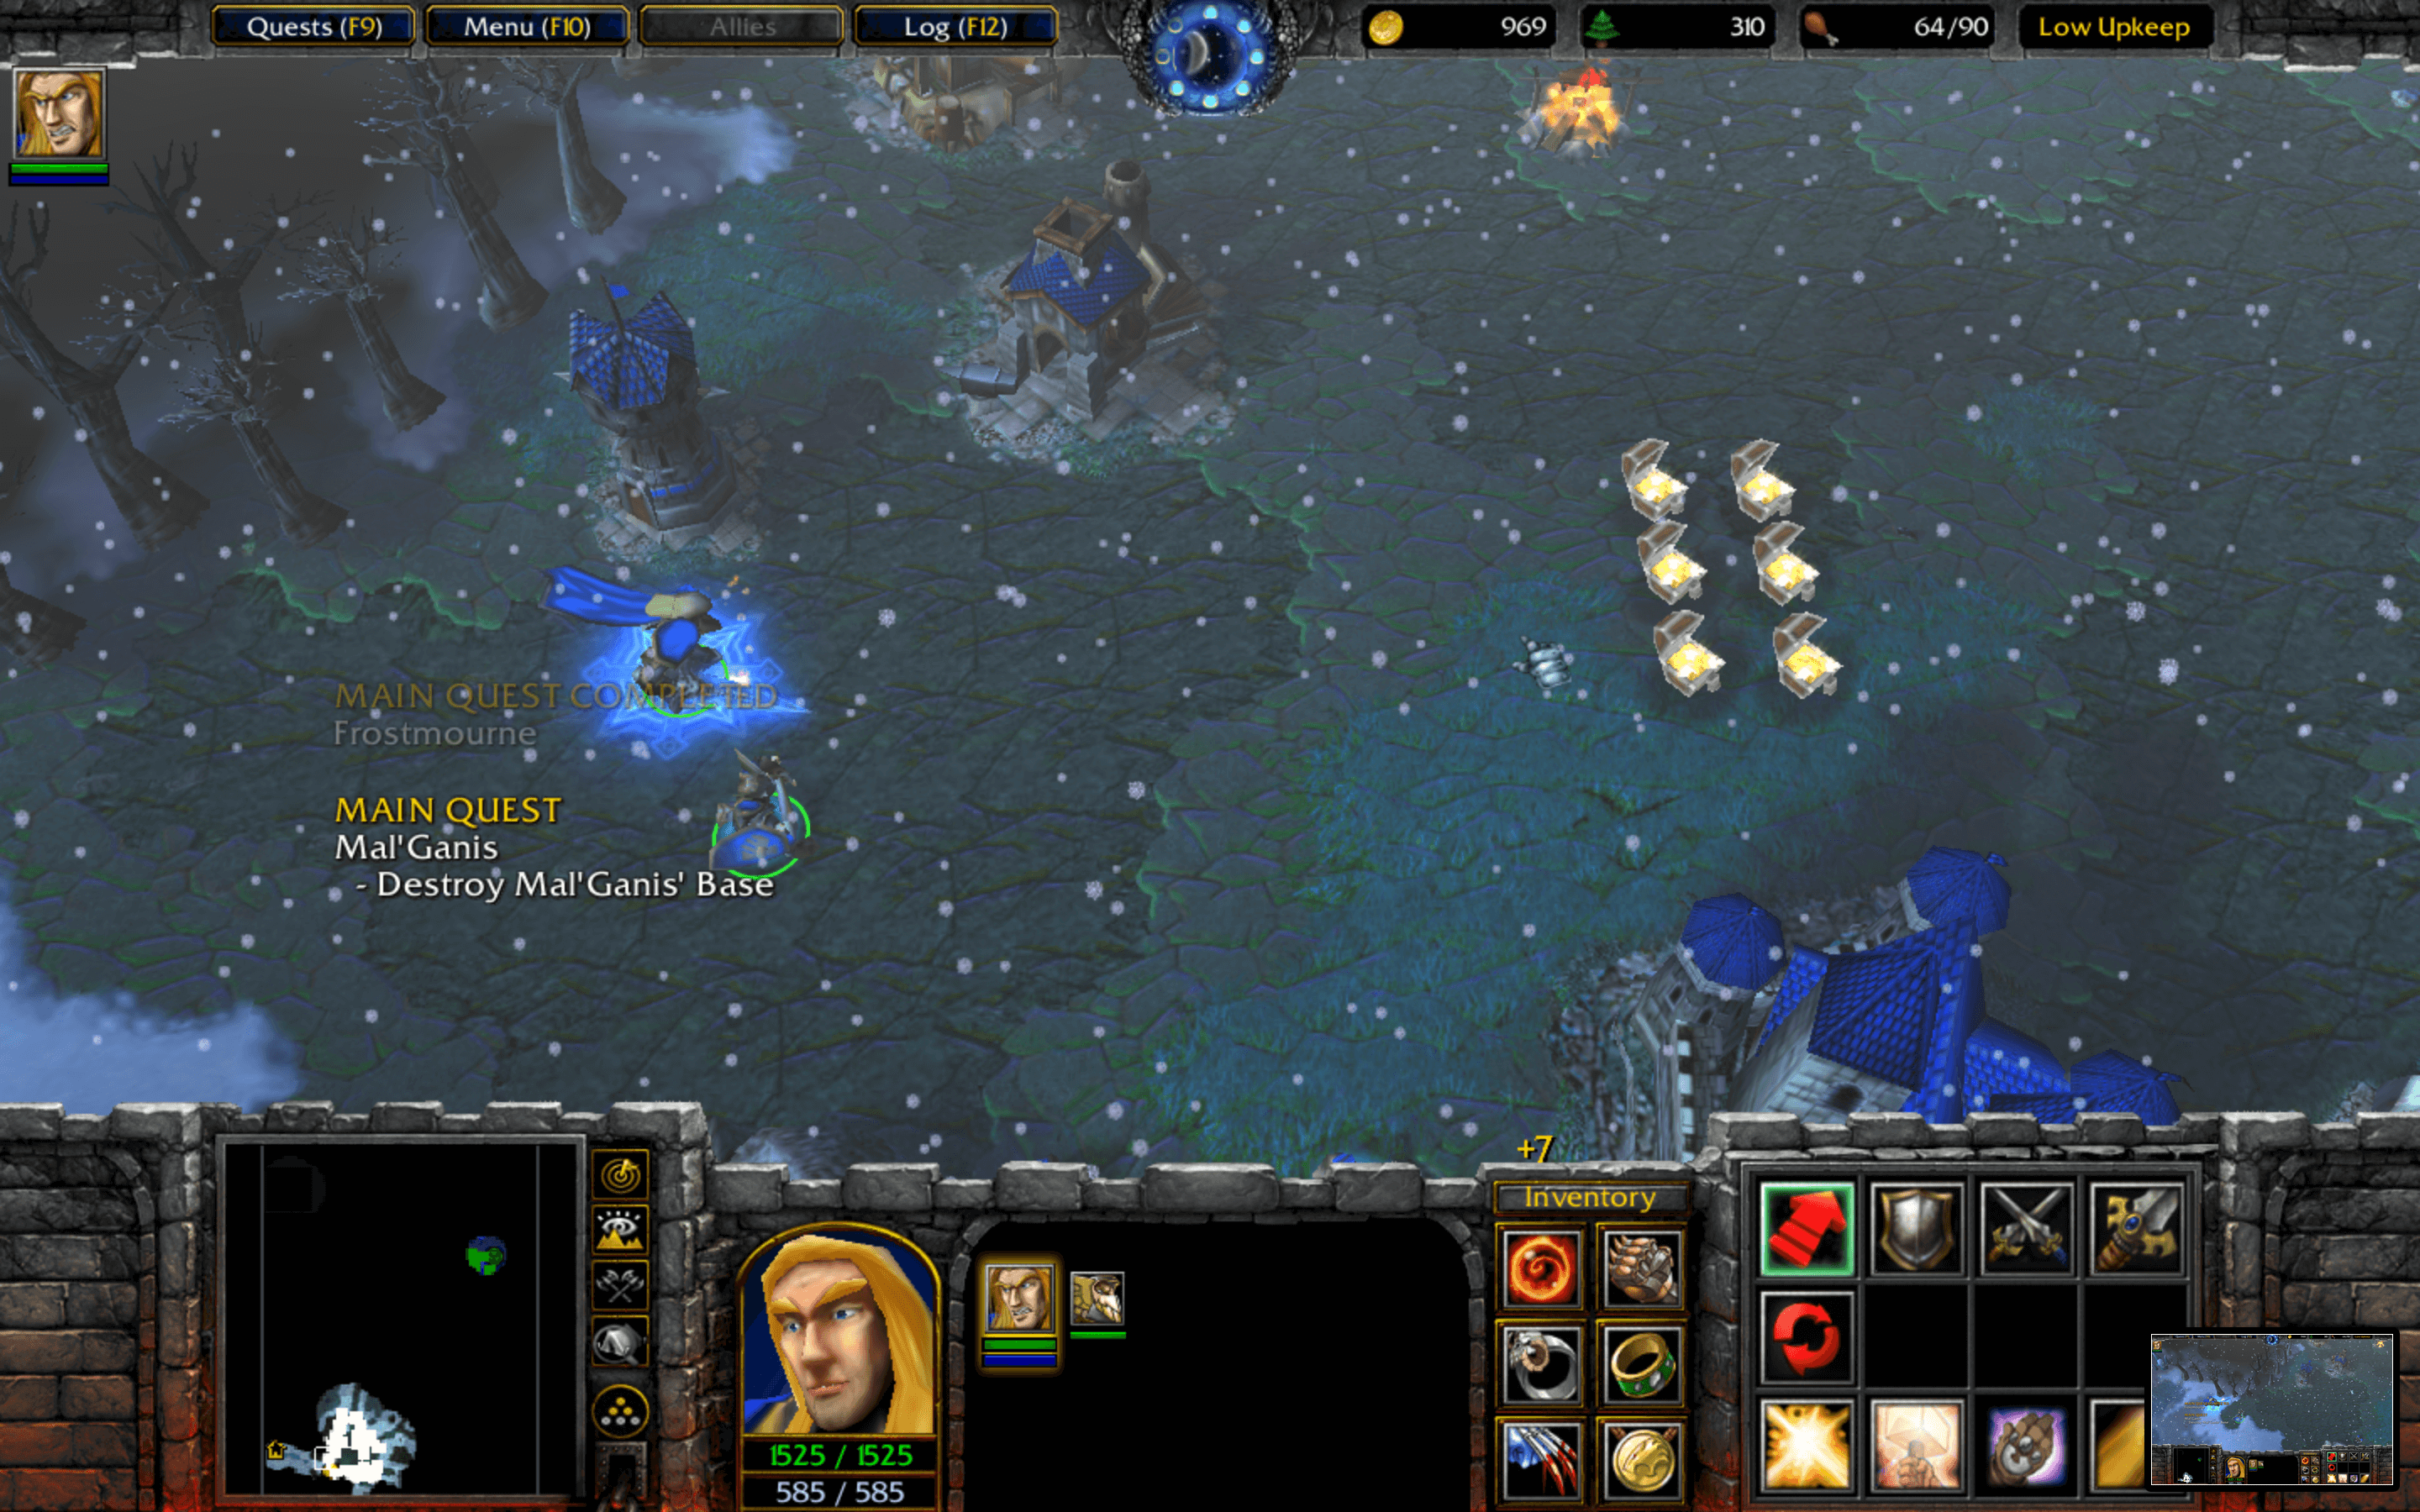 Quests (F9) Menu (F10) Allies Log (F12) 969 310 64/90 Low Upkeep
MAIN QUEST COMPLETED
Frostmourne
MAIN QUEST
Mal'Ganis
- Destroy Mal'Ganis' Base
+7
Inventory
1525 / 1525
585 / 585